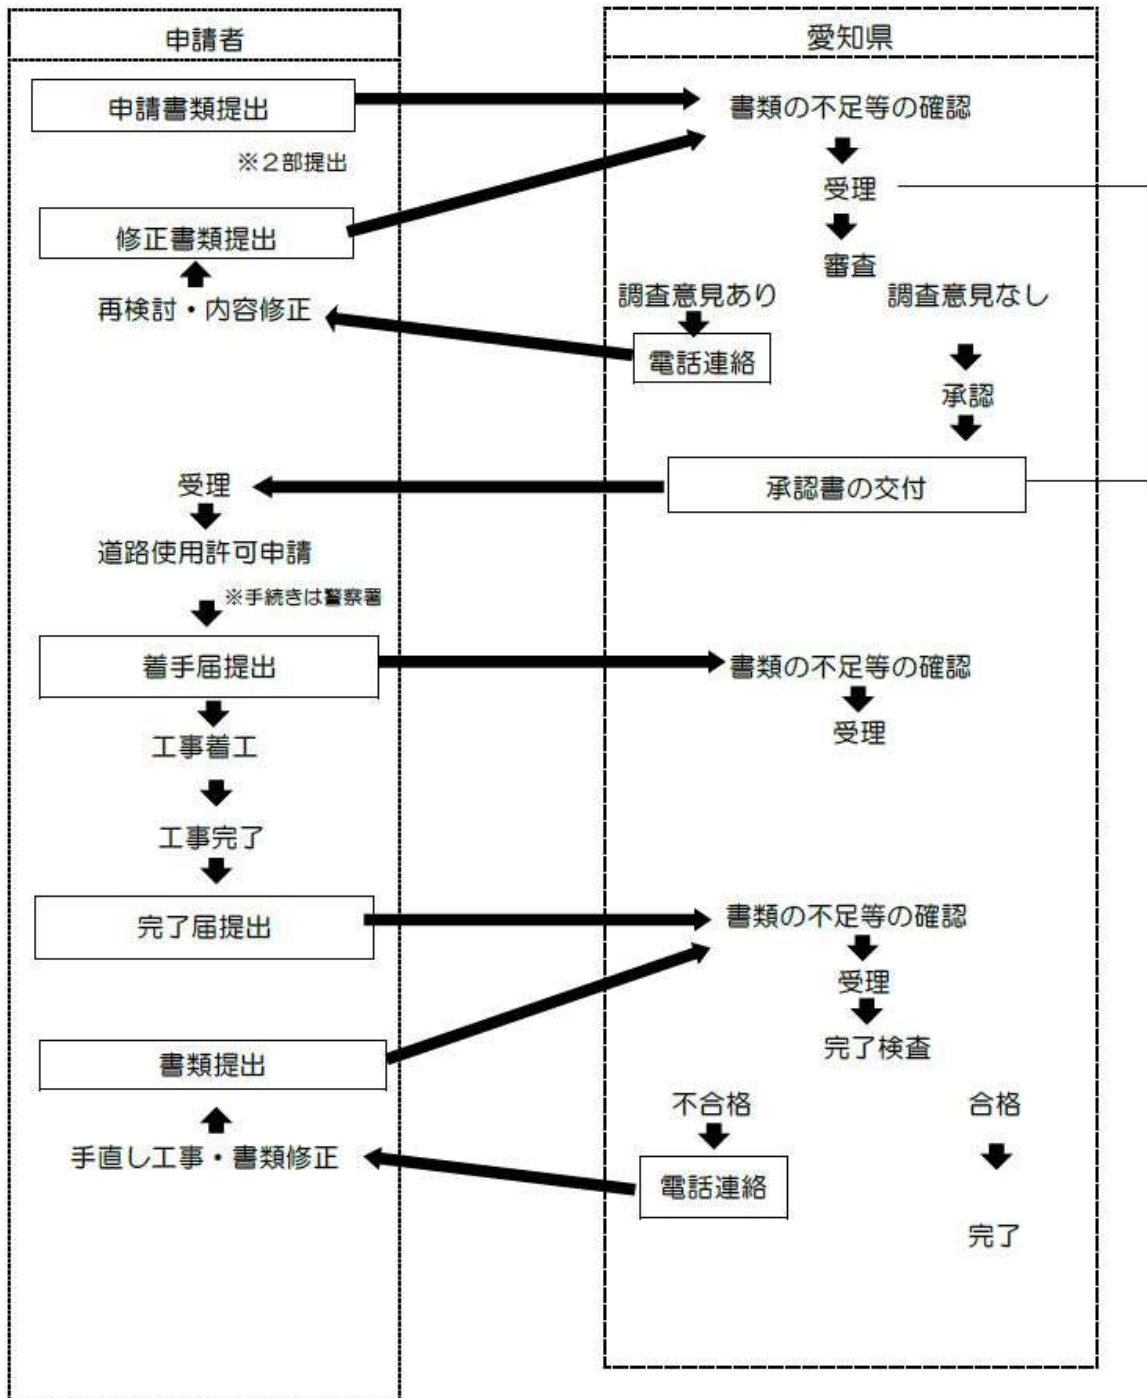 申請者
愛知県
申請書類提出
書類の不足等の確認
※2部提出
受理
修正書類提出
審査
調査意見あり
調査意見なし
再検討・内容修正
電話連絡
承認
受理
承認書の交付
道路使用許可申請
※手続きは警察署
着手届提出
書類の不足等の確認
工事着工
受理
工事完了
完了届提出
書類の不足等の確認
受理
書類提出
完了検査
不合格
合格
手直し工事・書類修正
電話連絡
完了